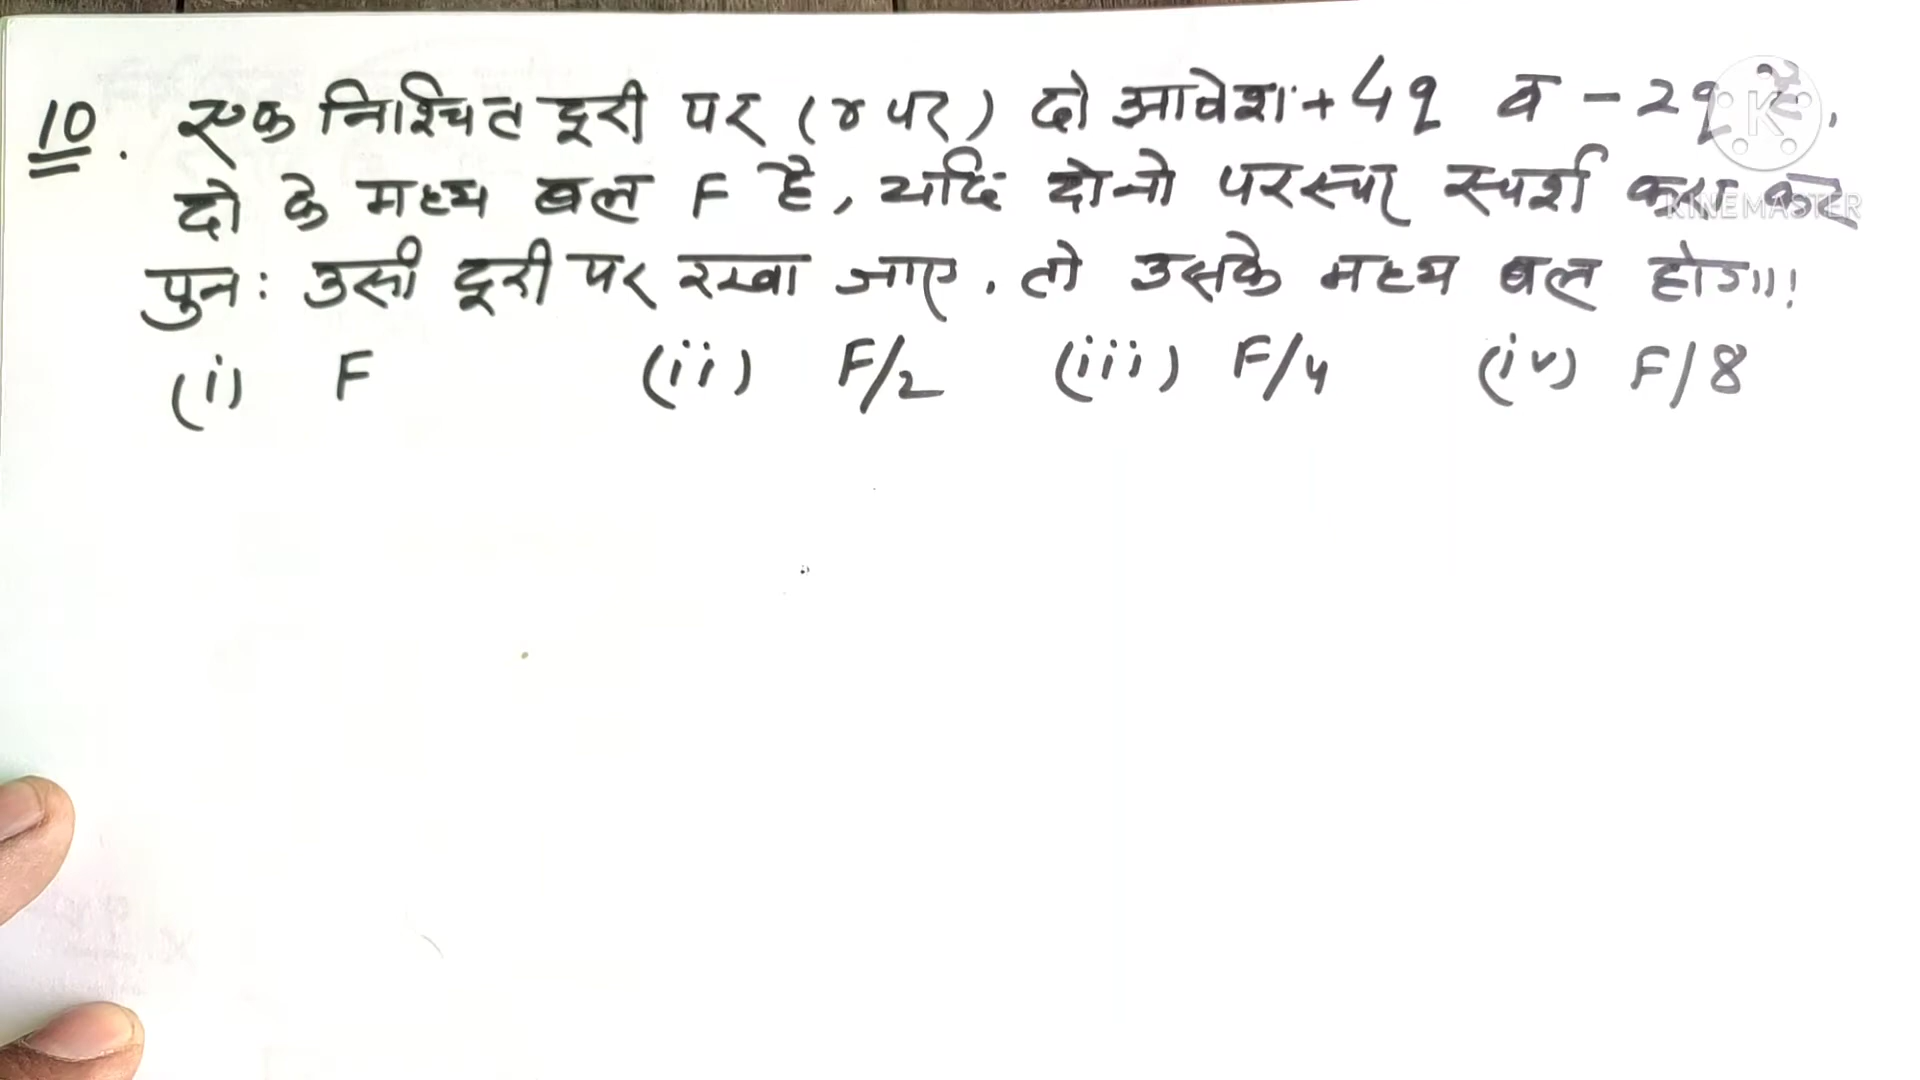 10. एक निश्चित दूरी पर (r पर) दो आवेश +4q व -2q है,
दो के मध्य बल F है, यदि दोनो परस्पर स्पर्श करा कर
पुनः उसी दूरी पर रखा जाए, तो उसके मध्य बल होगा!
(i) F (ii) F/2 (iii) F/4 (iv) F/8
K
KINEMASTER